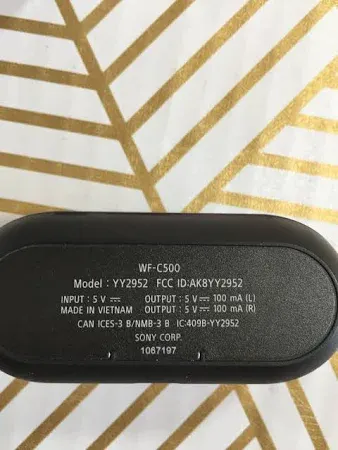 WF-C500
Model : YY2952 FCC ID:AK8YY2952
INPUT : 5 V ⎓ OUTPUT : 5 V ⎓ 100 mA (L)
MADE IN VIETNAM OUTPUT : 5 V ⎓ 100 mA (R)
CAN ICES-3 B/NMB-3 B IC:409B-YY2952
SONY CORP.
1067197